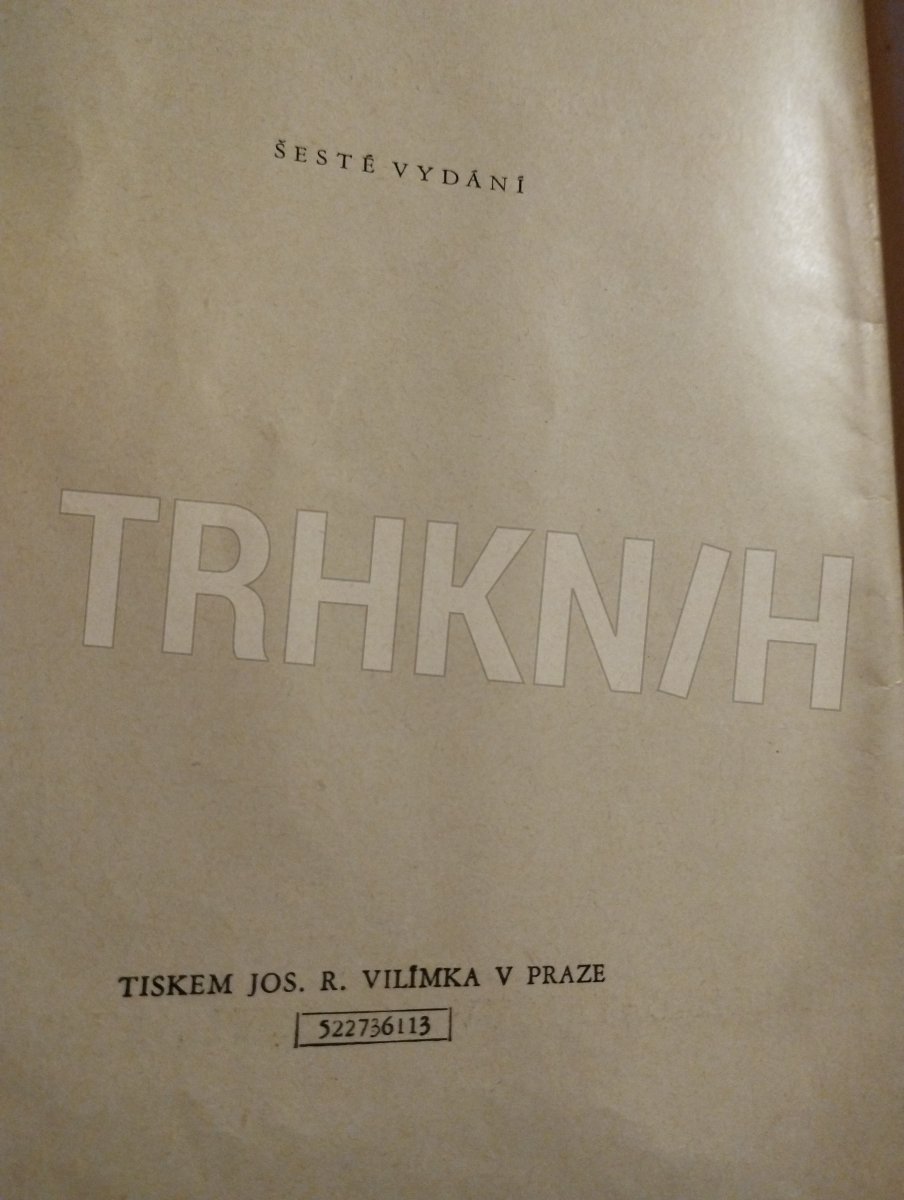 ŠESTÉ VYDÁNÍ
TRHKN/H
TISKEM JOS. R. VILÍMKA V PRAZE
522736113